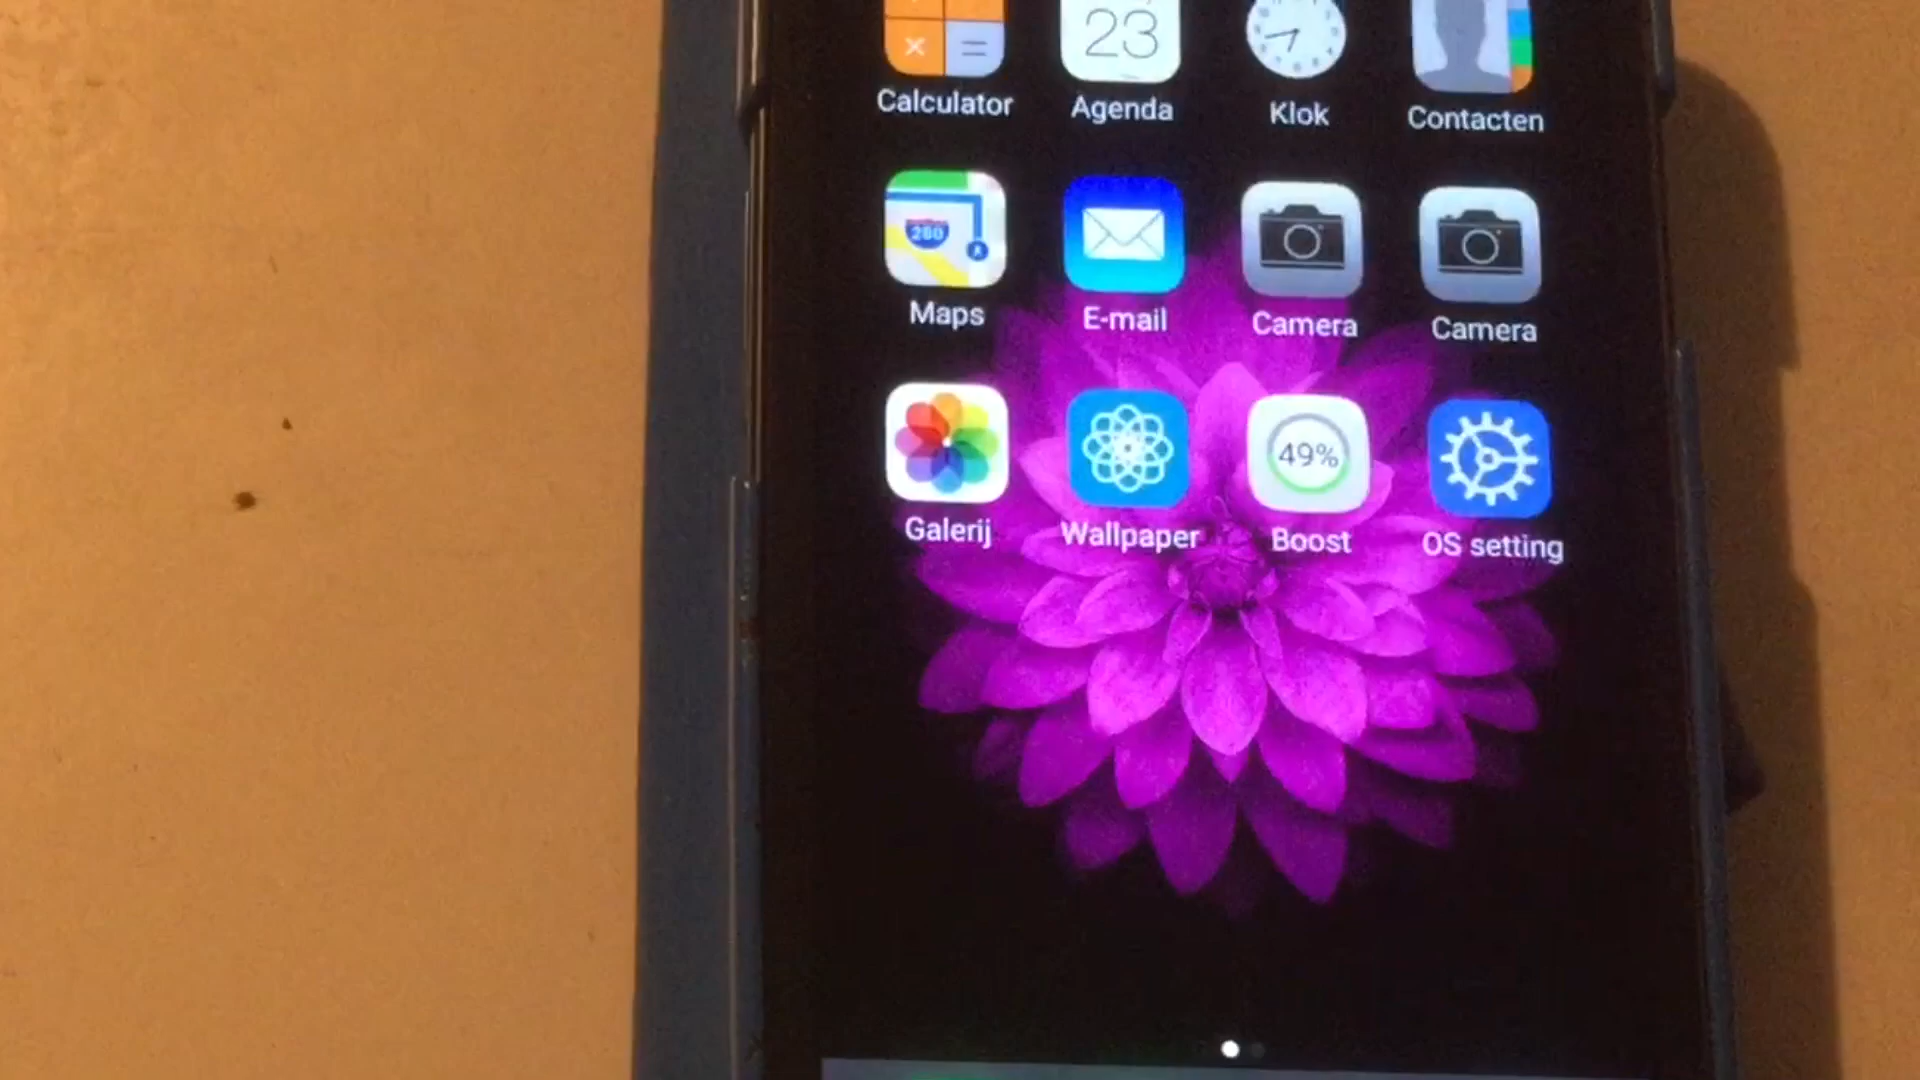 23
Calculator Agenda Klok Contacten
280
Maps E-mail Camera Camera
49%
Galerij Wallpaper Boost OS setting